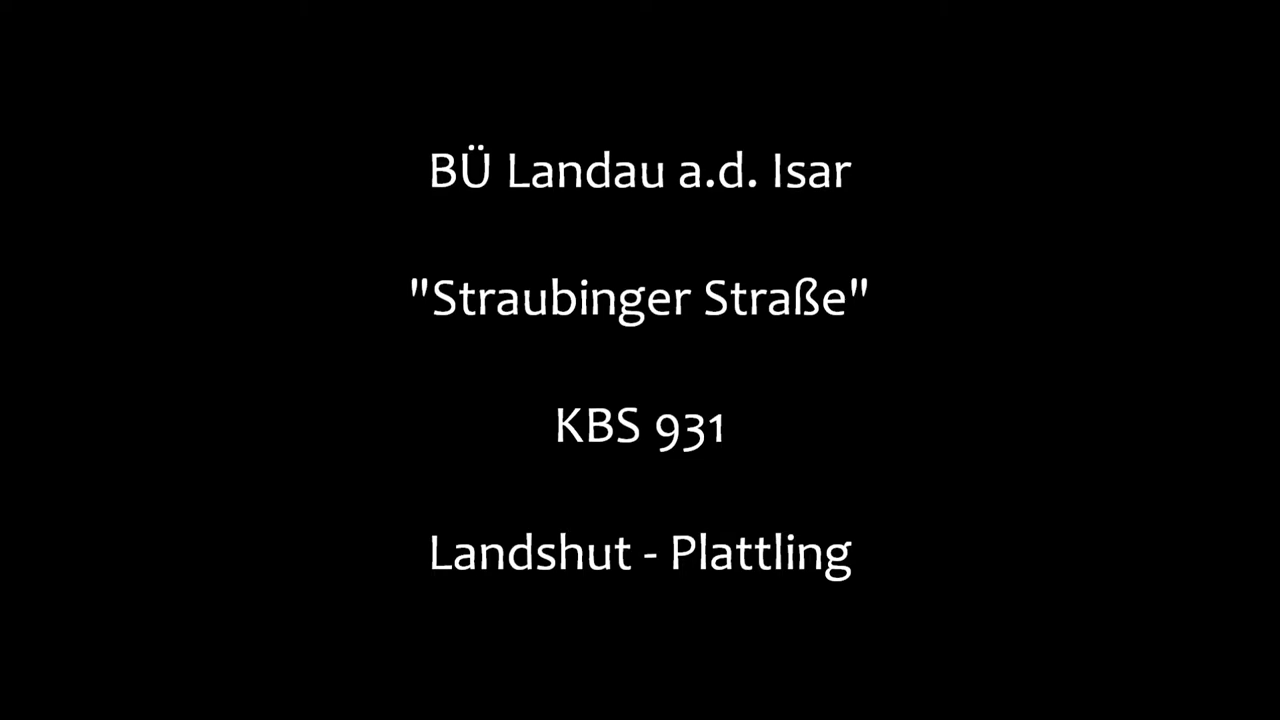 BÜ Landau a.d. Isar
"Straubinger Straße"
KBS 931
Landshut - Plattling